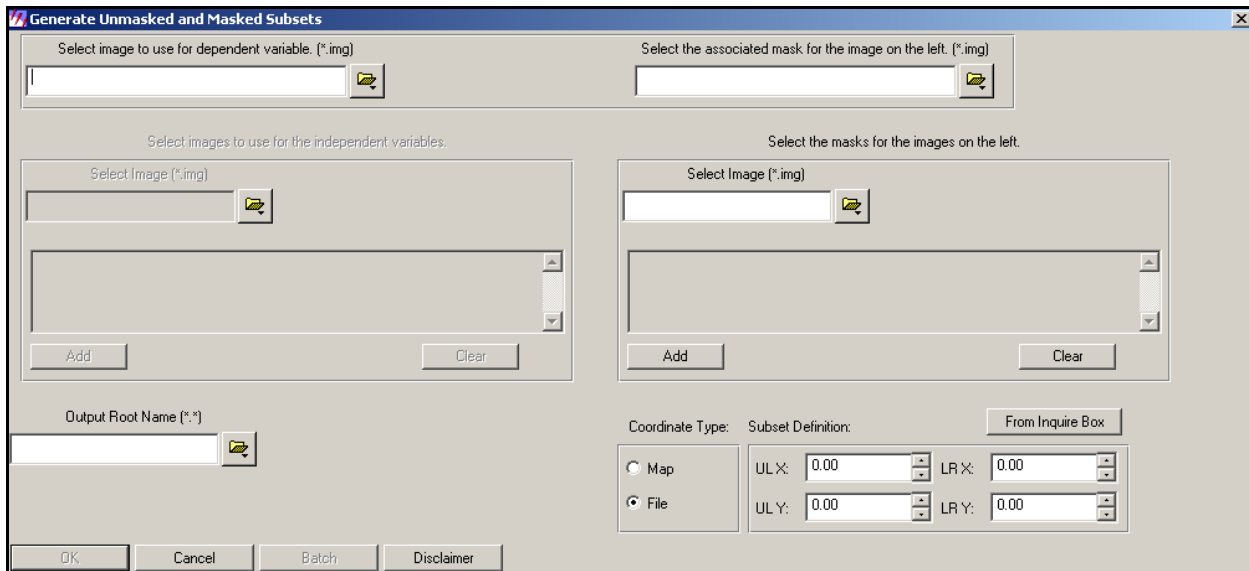 Generate Unmasked and Masked Subsets
Select image to use for dependent variable. (*.img)
Select the associated mask for the image on the left. (*.img)
Select images to use for the independent variables.
Select the masks for the images on the left.
Select Image (*.img)
Select Image (*.img)
Add
Clear
Add
Clear
Output Root Name (*.*)
Coordinate Type:
Subset Definition:
From Inquire Box
Map
File
UL X: 0.00
LR X: 0.00
UL Y: 0.00
LR Y: 0.00
OK
Cancel
Batch
Disclaimer